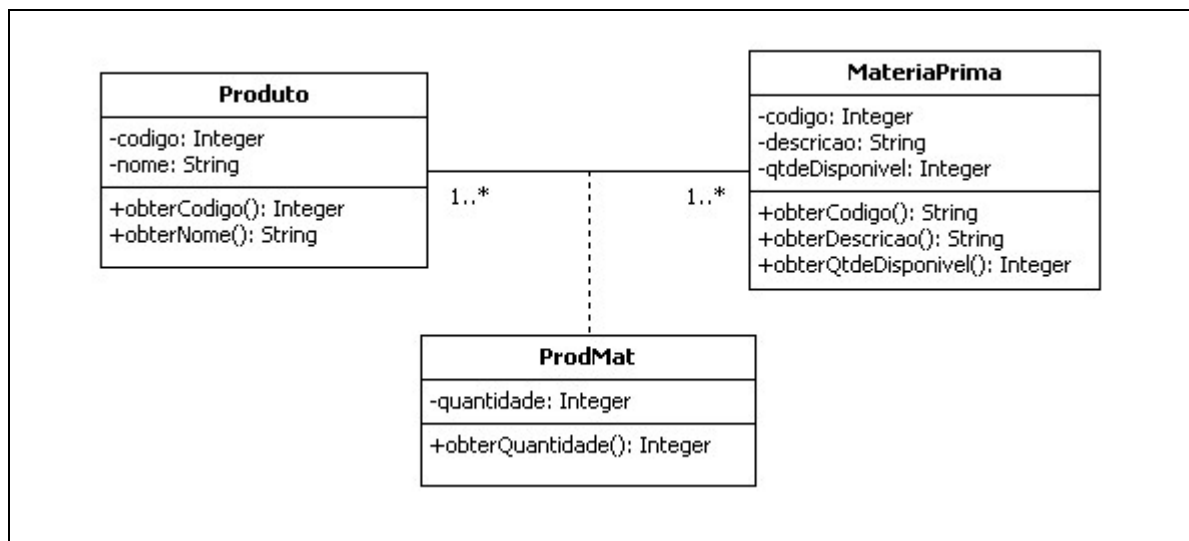 Produto
-codigo: Integer
-nome: String
+obterCodigo(): Integer
+obterNome(): String
1..*
1..*
MateriaPrima
-codigo: Integer
-descricao: String
-qtdeDisponivel: Integer
+obterCodigo(): String
+obterDescricao(): String
+obterQtdeDisponivel(): Integer
ProdMat
-quantidade: Integer
+obterQuantidade(): Integer